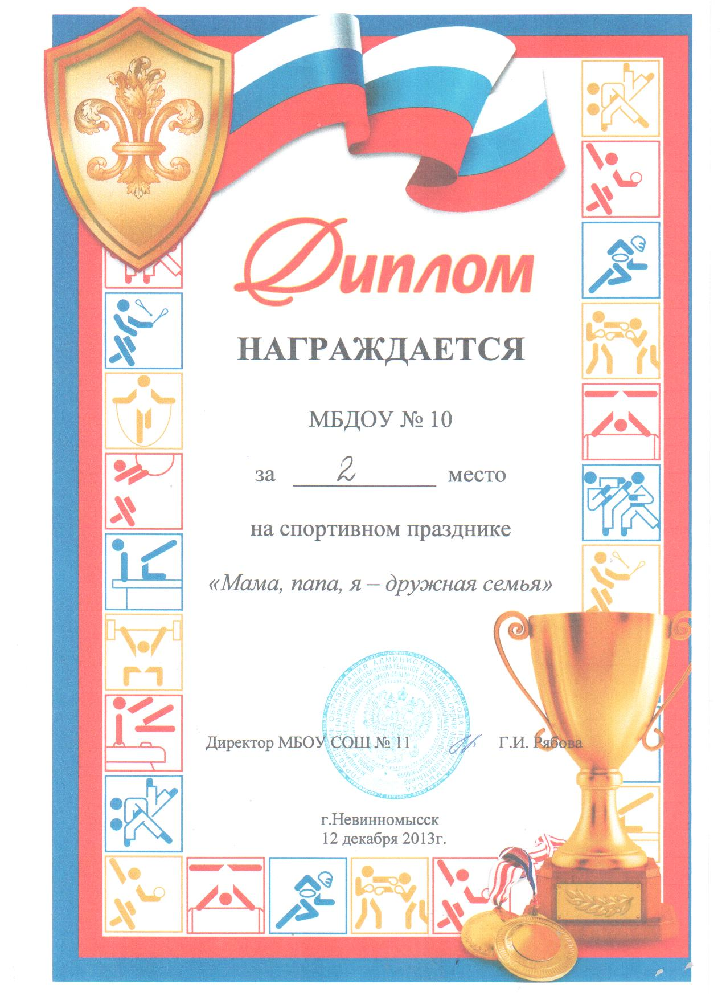 Диплом
НАГРАЖДАЕТСЯ
МБДОУ № 10
за 2 место
на спортивном празднике
«Мама, папа, я – дружная семья»
Директор МБОУ СОШ № 11 Г.И. Рябова
г.Невинномысск
12 декабря 2013г.